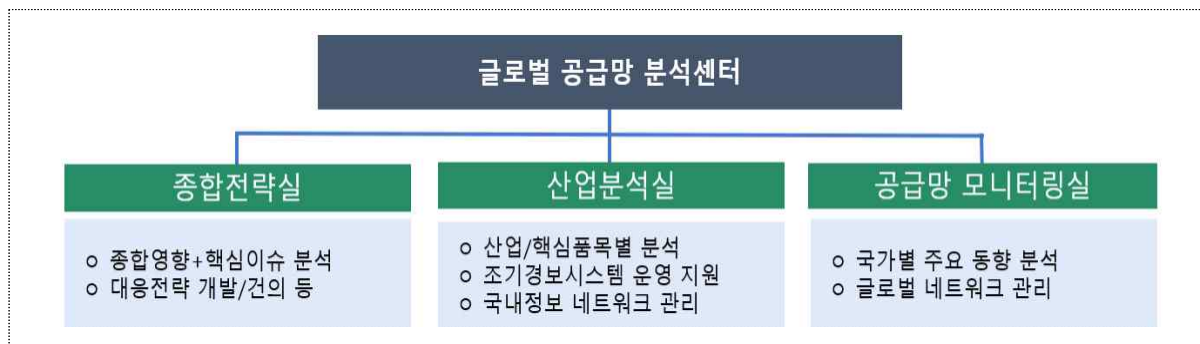 글로벌 공급망 분석센터
종합전략실
○ 종합영향+핵심이슈 분석
○ 대응전략 개발/건의 등
산업분석실
○ 산업/핵심품목별 분석
○ 조기경보시스템 운영 지원
○ 국내정보 네트워크 관리
공급망 모니터링실
○ 국가별 주요 동향 분석
○ 글로벌 네트워크 관리